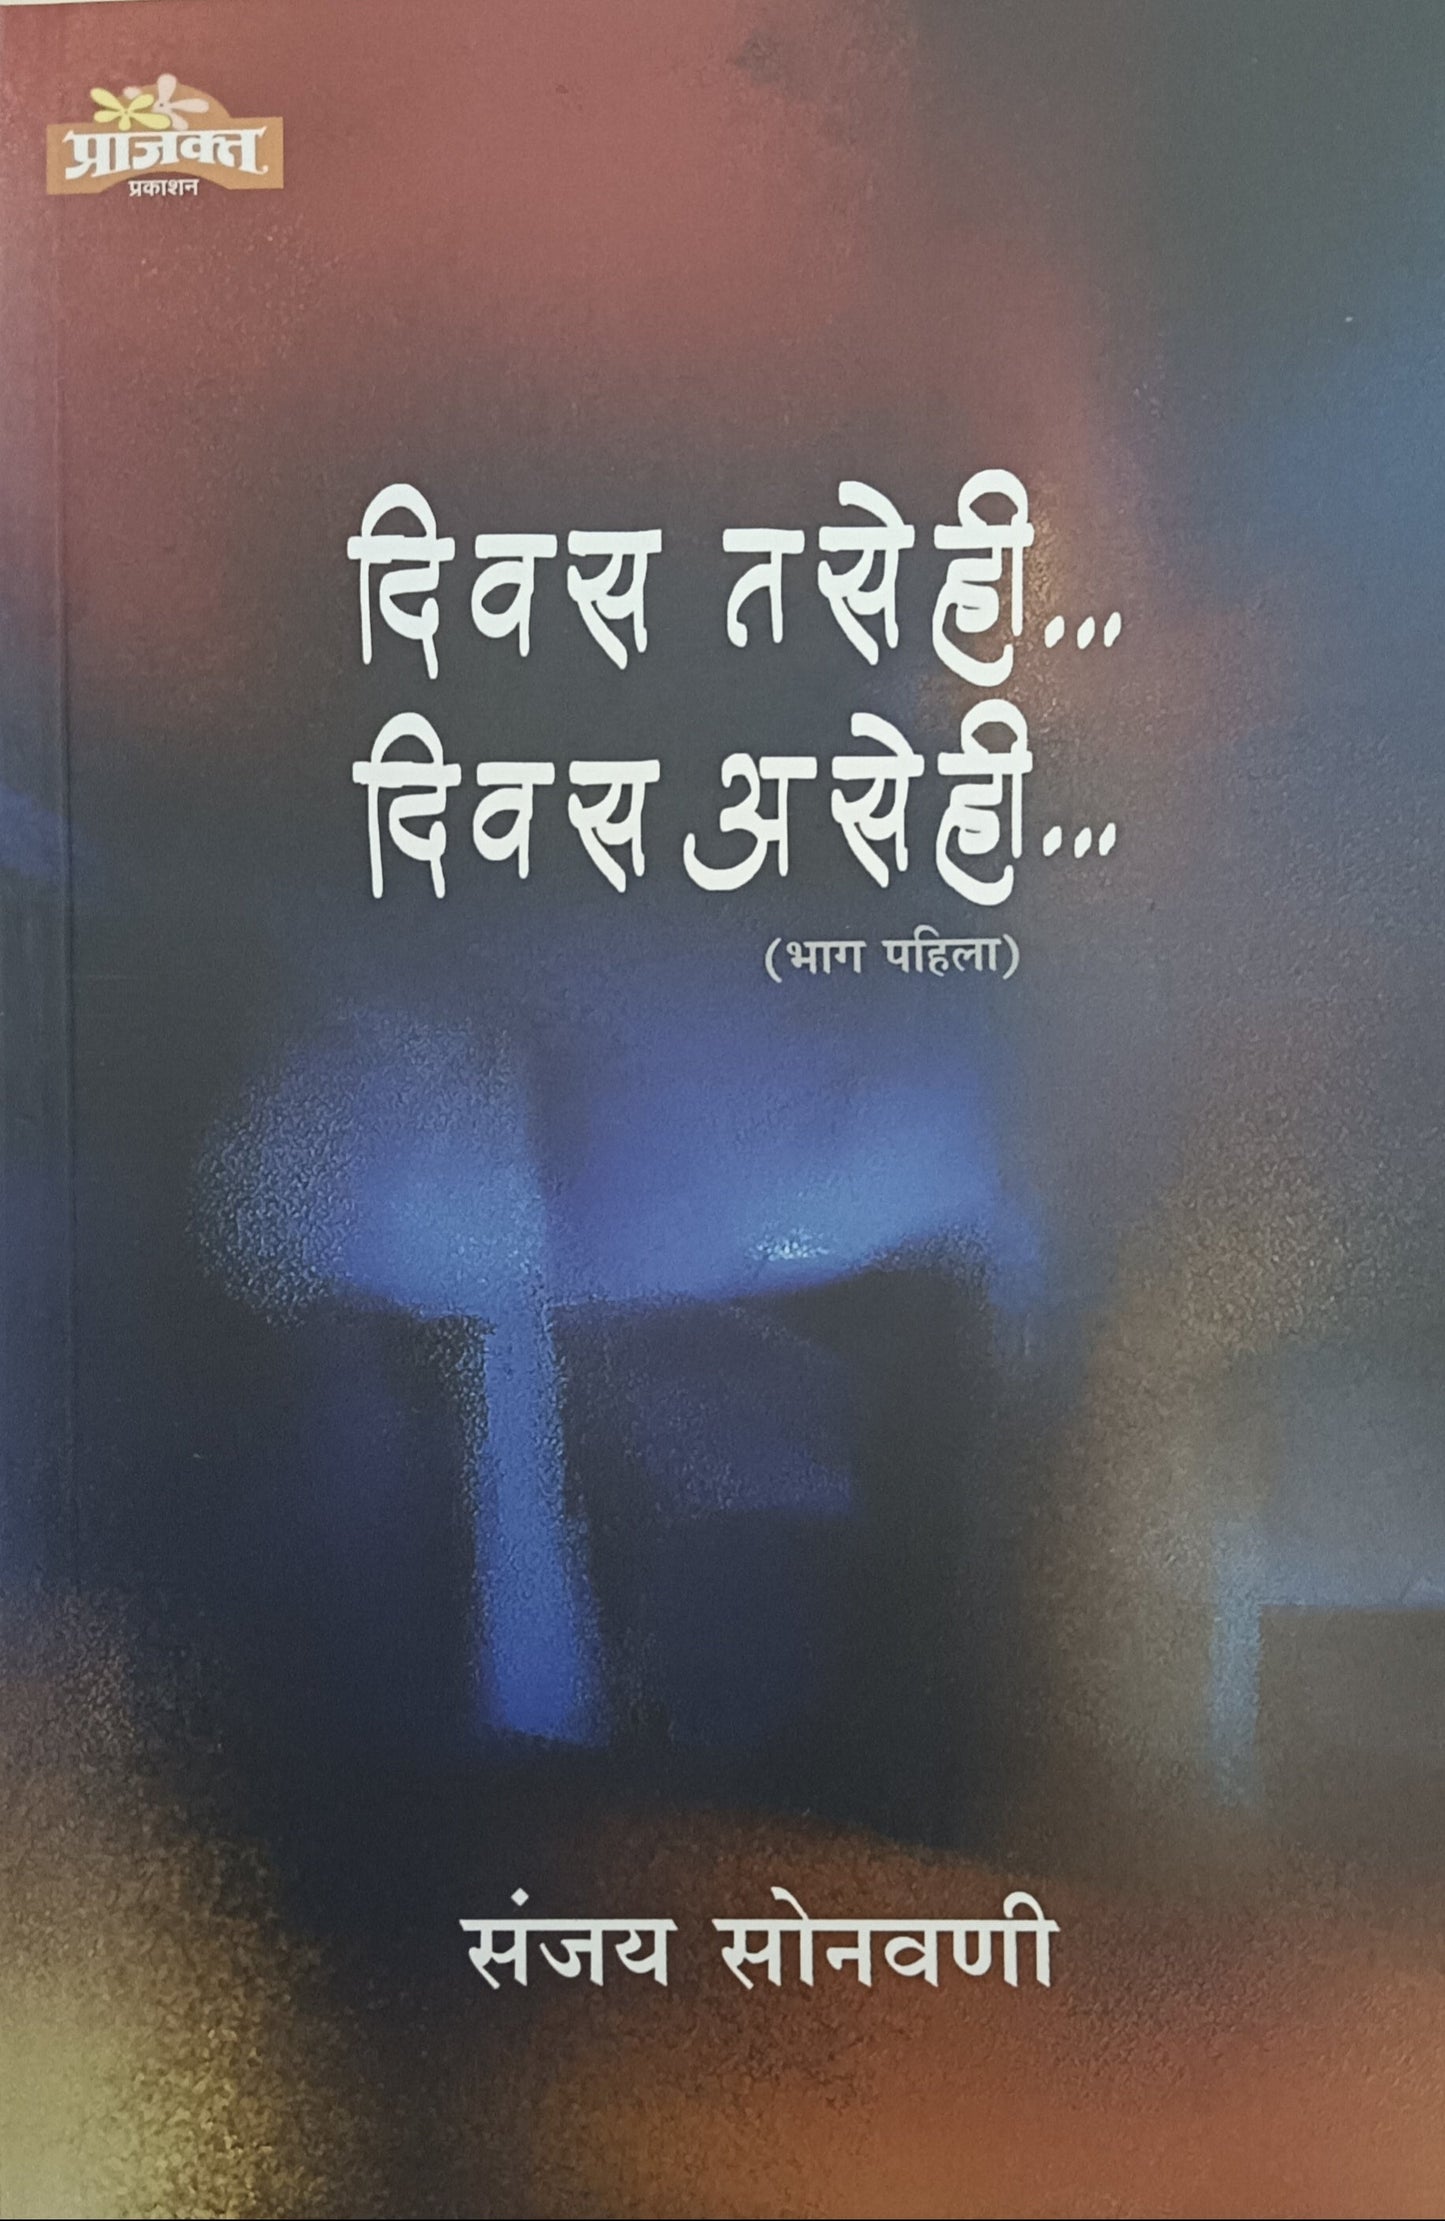 प्राजक्त
प्रकाशन
दिवस तसेही...
दिवस असेही...
(भाग पहिला)
संजय सोनवणी